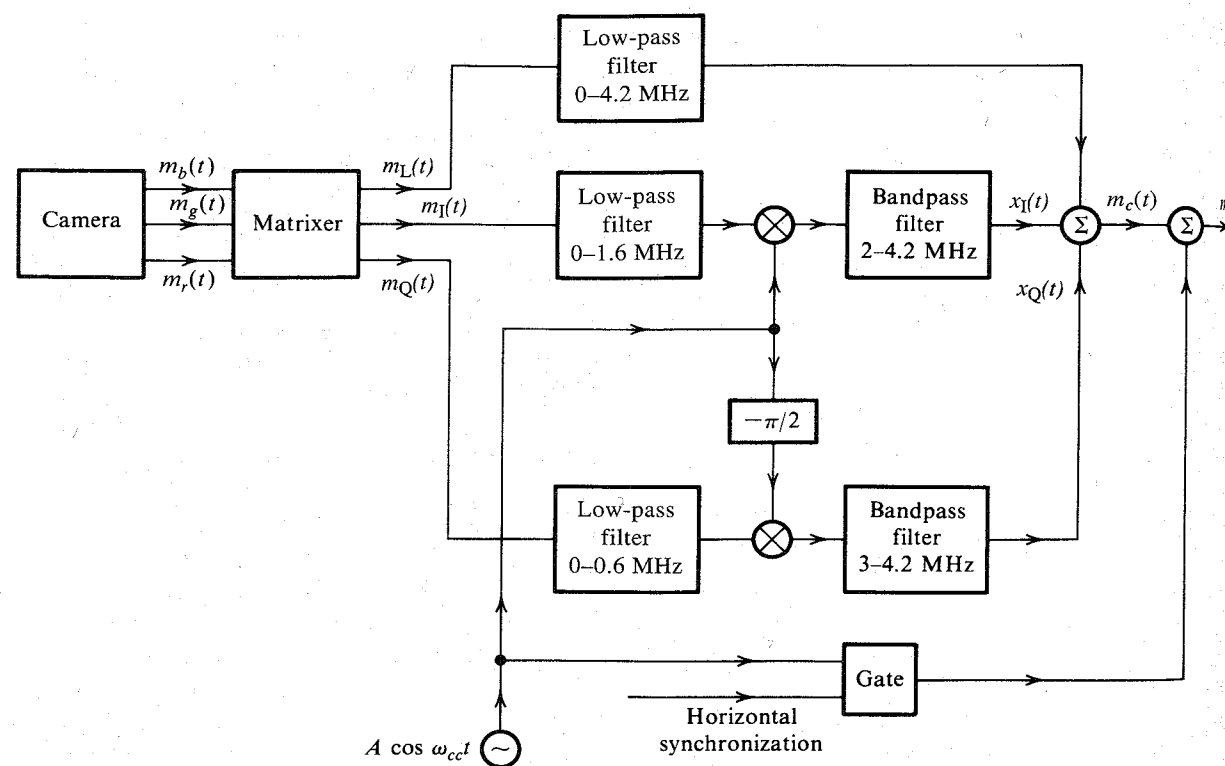 Low-pass
filter
0–4.2 MHz
m_b(t)
m_g(t)
m_r(t)
Camera
Matrixer
m_L(t)
m_I(t)
m_Q(t)
Low-pass
filter
0–1.6 MHz
Bandpass
filter
2–4.2 MHz
x_I(t)
Σ
m_c(t)
Σ
x_Q(t)
−π/2
Low-pass
filter
0–0.6 MHz
Bandpass
filter
3–4.2 MHz
Gate
Horizontal
synchronization
A cos ω_cc t
~